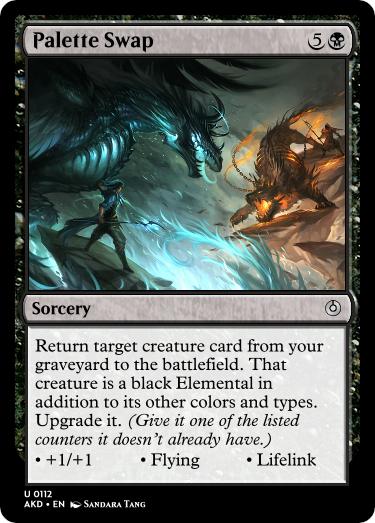 Palette Swap 5
Sorcery
Return target creature card from your
graveyard to the battlefield. That
creature is a black Elemental in
addition to its other colors and types.
Upgrade it. (Give it one of the listed
counters it doesn't already have.)
• +1/+1 • Flying • Lifelink
U 0112
AKD • EN Sandara Tang